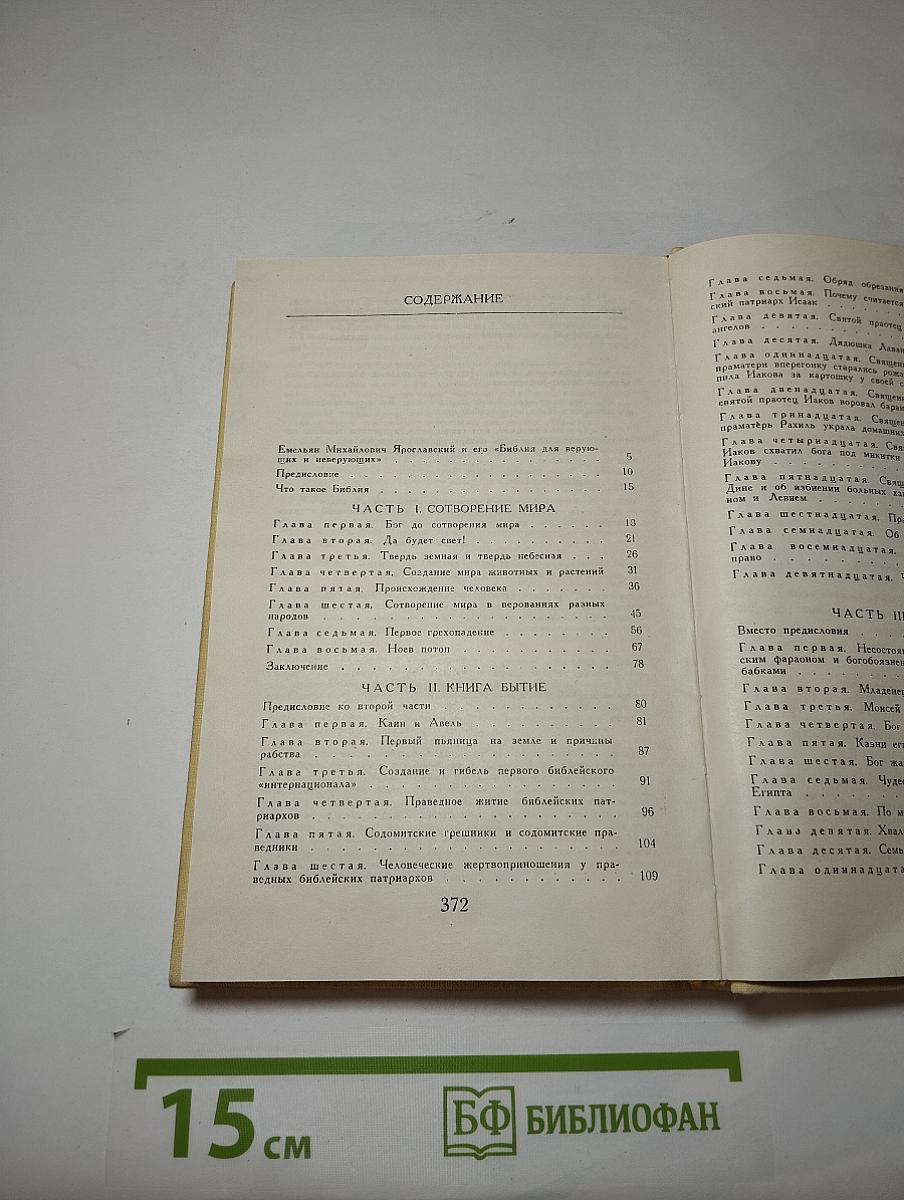 СОДЕРЖАНИЕ
Емельян Михайлович Ярославский и его «Библия для верую-
щих и неверующих» . . . . . . . . . . . . . 5
Предисловие . . . . . . . . . . . . . . . . 10
Что такое Библия . . . . . . . . . . . . . . 15
ЧАСТЬ I. СОТВОРЕНИЕ МИРА
Глава первая. Бог до сотворения мира . . . . . . 18
Глава вторая. Да будет свет! . . . . . . . . . . 21
Глава третья. Твердь земная и твердь небесная . . . 26
Глава четвертая. Создание мира животных и растений 31
Глава пятая. Происхождение человека . . . . . . . 36
Глава шестая. Сотворение мира в верованиях разных
народов . . . . . . . . . . . . . . . . . 45
Глава седьмая. Первое грехопадение . . . . . . . . 56
Глава восьмая. Ноев потоп . . . . . . . . . . . 67
Заключение . . . . . . . . . . . . . . . . . 78
ЧАСТЬ II. КНИГА БЫТИЕ
Предисловие ко второй части . . . . . . . . . . . 80
Глава первая. Каин и Авель . . . . . . . . . . 81
Глава вторая. Первый пьяница на земле и причины
рабства . . . . . . . . . . . . . . . . . . 87
Глава третья. Создание и гибель первого библейского
«интернационала» . . . . . . . . . . . . . . 91
Глава четвертая. Праведное житие библейских пат-
риархов . . . . . . . . . . . . . . . . . . 96
Глава пятая. Содомитские грешники и содомитские пра-
ведники . . . . . . . . . . . . . . . . . . 104
Глава шестая. Человеческие жертвоприношения у пра-
ведных библейских патриархов . . . . . . . . . . 109
372
Глава седьмая. Обряд обрезания
Глава восьмая. Почему считается
ский патриарх Исаак . . . .
Глава девятая. Святой праотец
ангелов . . . . . . . .
Глава десятая. Дядюшка Лаван
Глава одиннадцатая. Священ
праматери вперегонку старались рожа
пила Иакова за картошку у своей с
Глава двенадцатая. Священ
святой праотец Иаков воровал баран
Глава тринадцатая. Священ
праматерь Рахиль украла домашних
Глава четырнадцатая. Свя
Иаков схватил бога под микитки
Иакову . . . . . . .
Глава пятнадцатая. Свящ
Дине и об избиении больных ха
ном и Левием . . . . .
Глава шестнадцатая. Пра
Глава семнадцатая. Об
Глава восемнадцатая.
право . . . . . .
Глава девятнадцатая.
ЧАСТЬ III
Вместо предисловия . . .
Глава первая. Несостоя
ским фараоном и богобоязнен
бабками . . . . . .
Глава вторая. Младенец
Глава третья. Моисей
Глава четвертая. Бог
Глава пятая. Казни ег
Глава шестая. Бог жа
Глава седьмая. Чудес
Египта . . . . . .
Глава восьмая. По м
Глава девятая. Хвал
Глава десятая. Семь
Глава одиннадцата
15 см
БФ БИБЛИОФАН